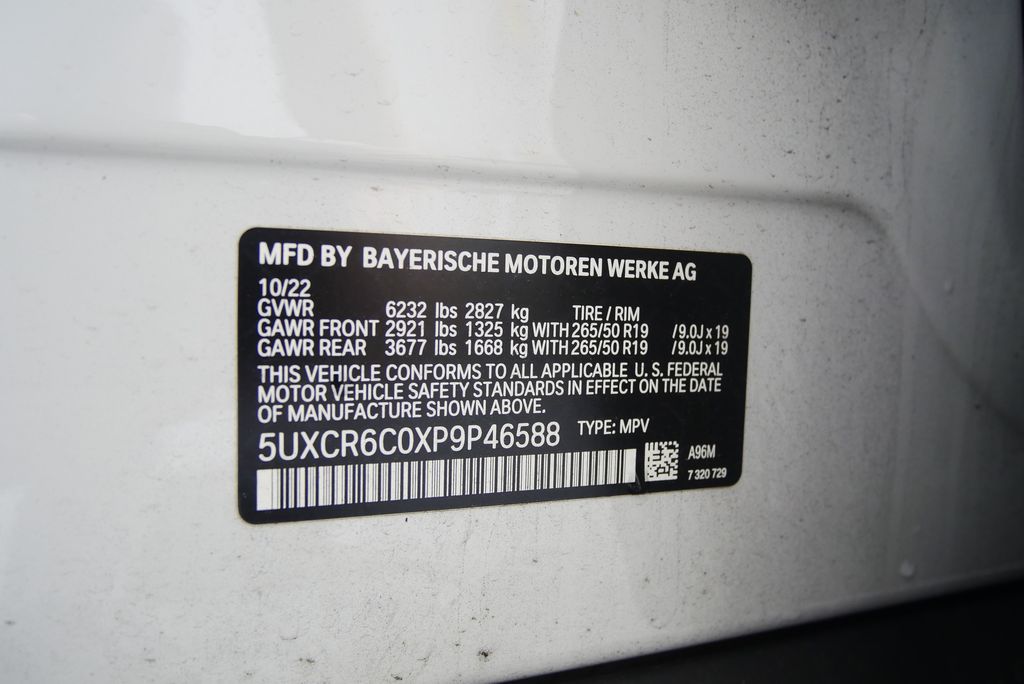 MFD BY BAYERISCHE MOTOREN WERKE AG
10/22
GVWR 6232 lbs 2827 kg TIRE / RIM
GAWR FRONT 2921 lbs 1325 kg WITH 265/50 R19 / 9.0J x 19
GAWR REAR 3677 lbs 1668 kg WITH 265/50 R19 / 9.0J x 19
THIS VEHICLE CONFORMS TO ALL APPLICABLE U. S. FEDERAL
MOTOR VEHICLE SAFETY STANDARDS IN EFFECT ON THE DATE
OF MANUFACTURE SHOWN ABOVE.
5UXCR6C0XP9P46588 TYPE: MPV
A96M
7 320 729